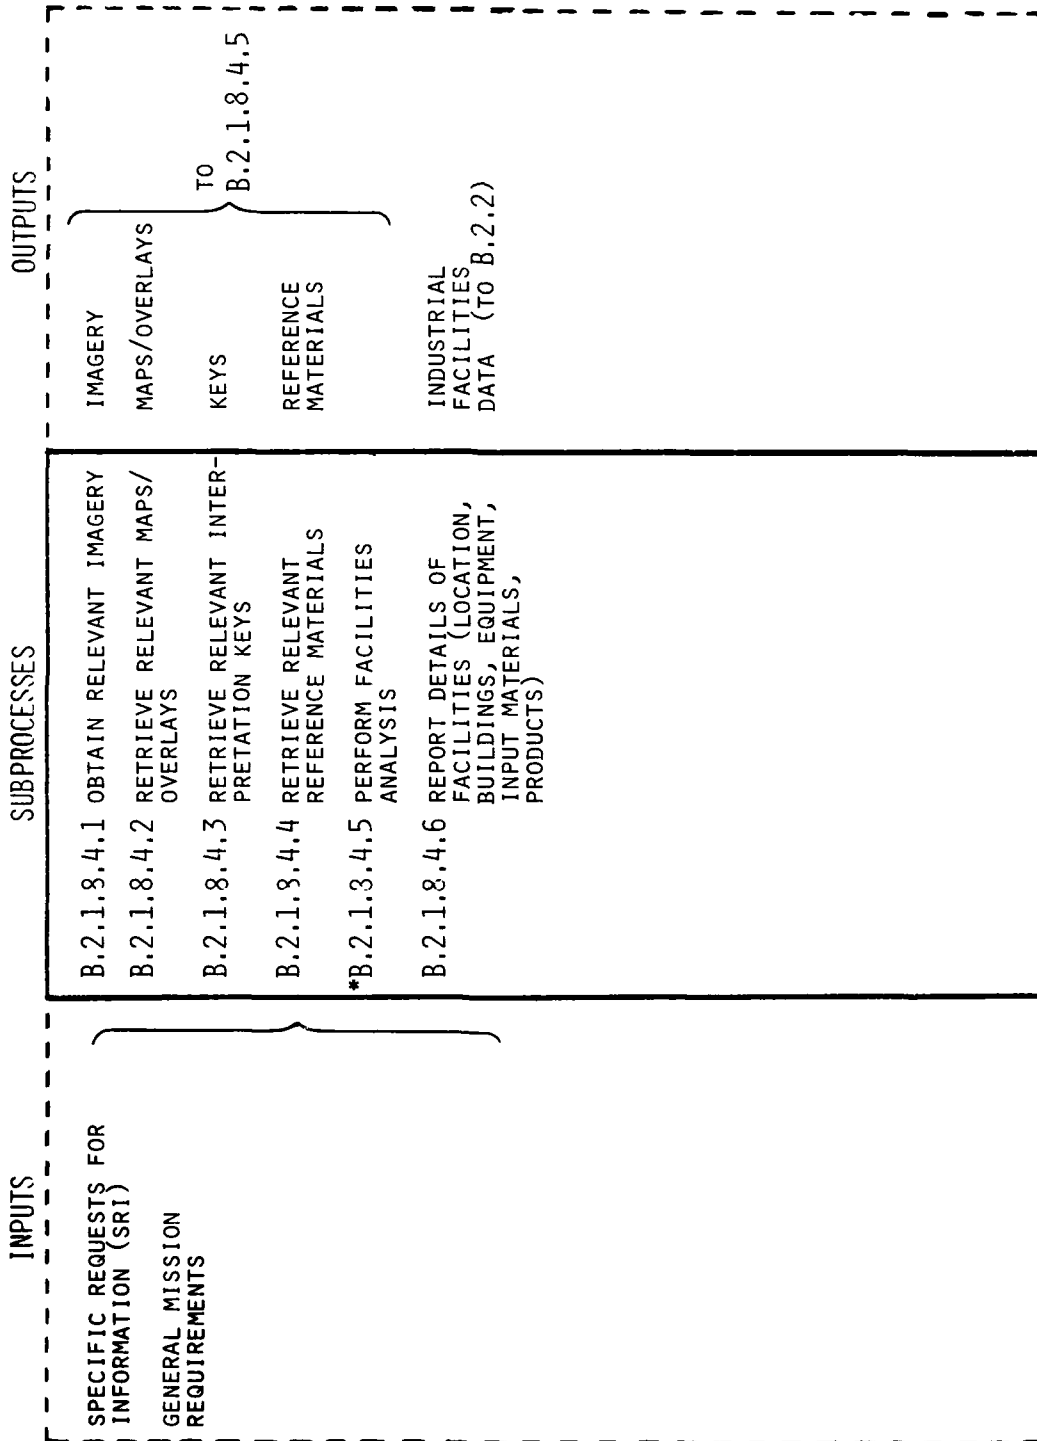 INPUTS
SPECIFIC REQUESTS FOR
INFORMATION (SRI)
GENERAL MISSION
REQUIREMENTS
SUBPROCESSES
B.2.1.8.4.1 OBTAIN RELEVANT IMAGERY
B.2.1.8.4.2 RETRIEVE RELEVANT MAPS/
OVERLAYS
B.2.1.8.4.3 RETRIEVE RELEVANT INTER-
PRETATION KEYS
B.2.1.8.4.4 RETRIEVE RELEVANT
REFERENCE MATERIALS
*B.2.1.8.4.5 PERFORM FACILITIES
ANALYSIS
B.2.1.8.4.6 REPORT DETAILS OF
FACILITIES (LOCATION,
BUILDINGS, EQUIPMENT,
INPUT MATERIALS,
PRODUCTS)
OUTPUTS
IMAGERY
MAPS/OVERLAYS
KEYS
REFERENCE
MATERIALS
TO
B.2.1.8.4.5
INDUSTRIAL
FACILITIES
DATA (TO B.2.2)